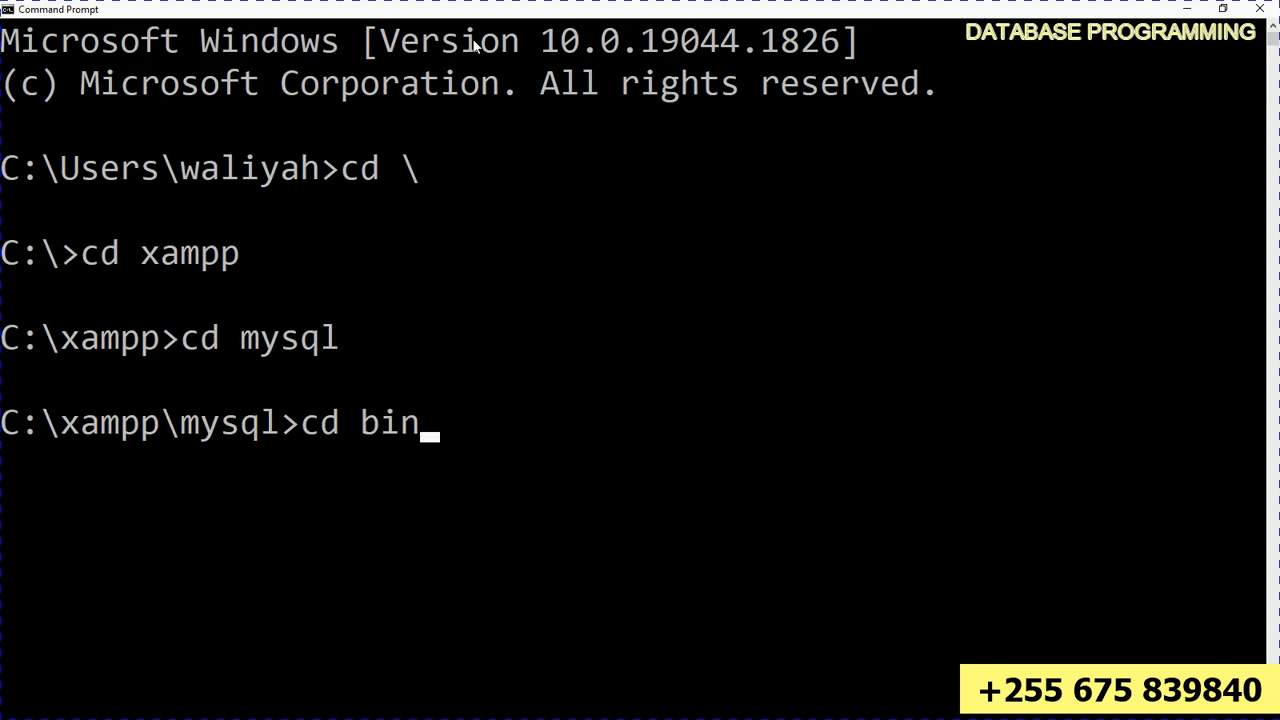 Command Prompt
Microsoft Windows [Version 10.0.19044.1826]
DATABASE PROGRAMMING
(c) Microsoft Corporation. All rights reserved.
C:\Users\waliyah>cd \
C:\>cd xampp
C:\xampp>cd mysql
C:\xampp\mysql>cd bin
+255 675 839840